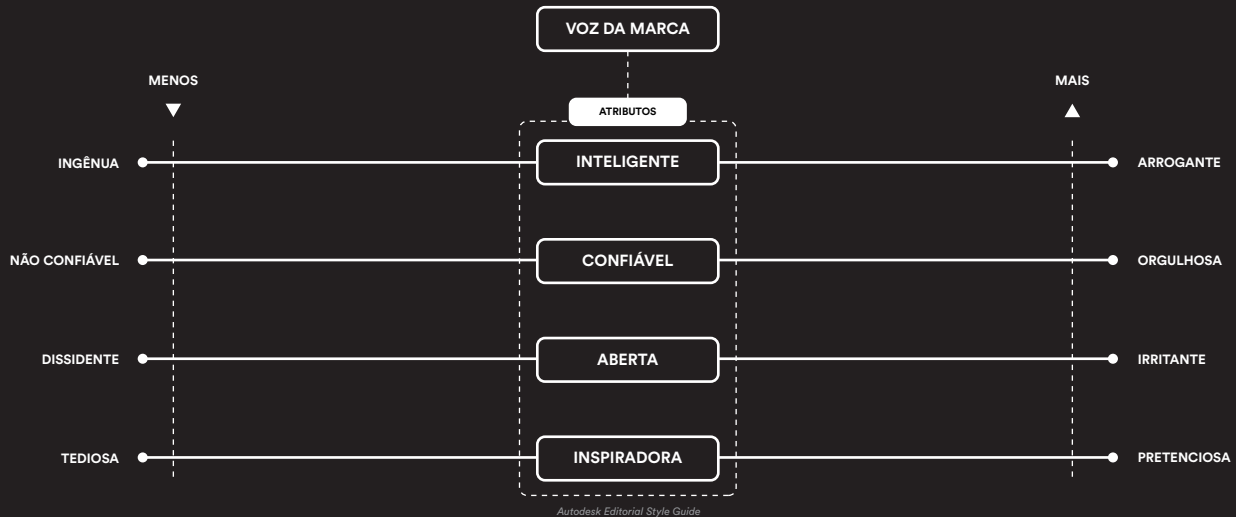 VOZ DA MARCA
MENOS
MAIS
ATRIBUTOS
INGÊNUA
INTELIGENTE
ARROGANTE
NÃO CONFIÁVEL
CONFIÁVEL
ORGULHOSA
DISSIDENTE
ABERTA
IRRITANTE
TEDIOSA
INSPIRADORA
PRETENCIOSA
Autodesk Editorial Style Guide